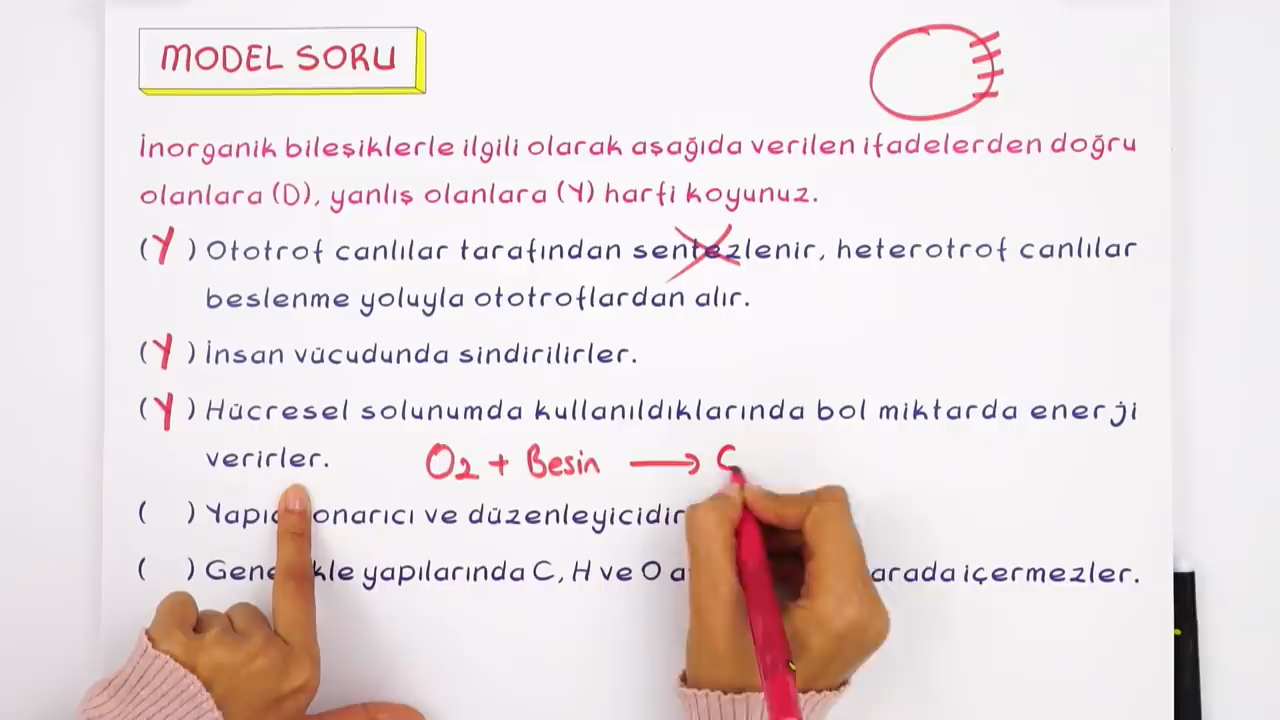 MODEL SORU
İnorganik bileşiklerle ilgili olarak aşağıda verilen ifadelerden doğru
olanlara (D), yanlış olanlara (Y) harfi koyunuz.
(Y) Ototrof canlılar tarafından sentezlenir, heterotrof canlılar
beslenme yoluyla ototroflardan alır.
(Y) İnsan vücudunda sindirilirler.
(Y) Hücresel solunumda kullanıldıklarında bol miktarda enerji
verirler. O2 + Besin → C
( ) onarıcı ve düzenleyicidir
( ) yapılarında C, H ve O arada içermezler.